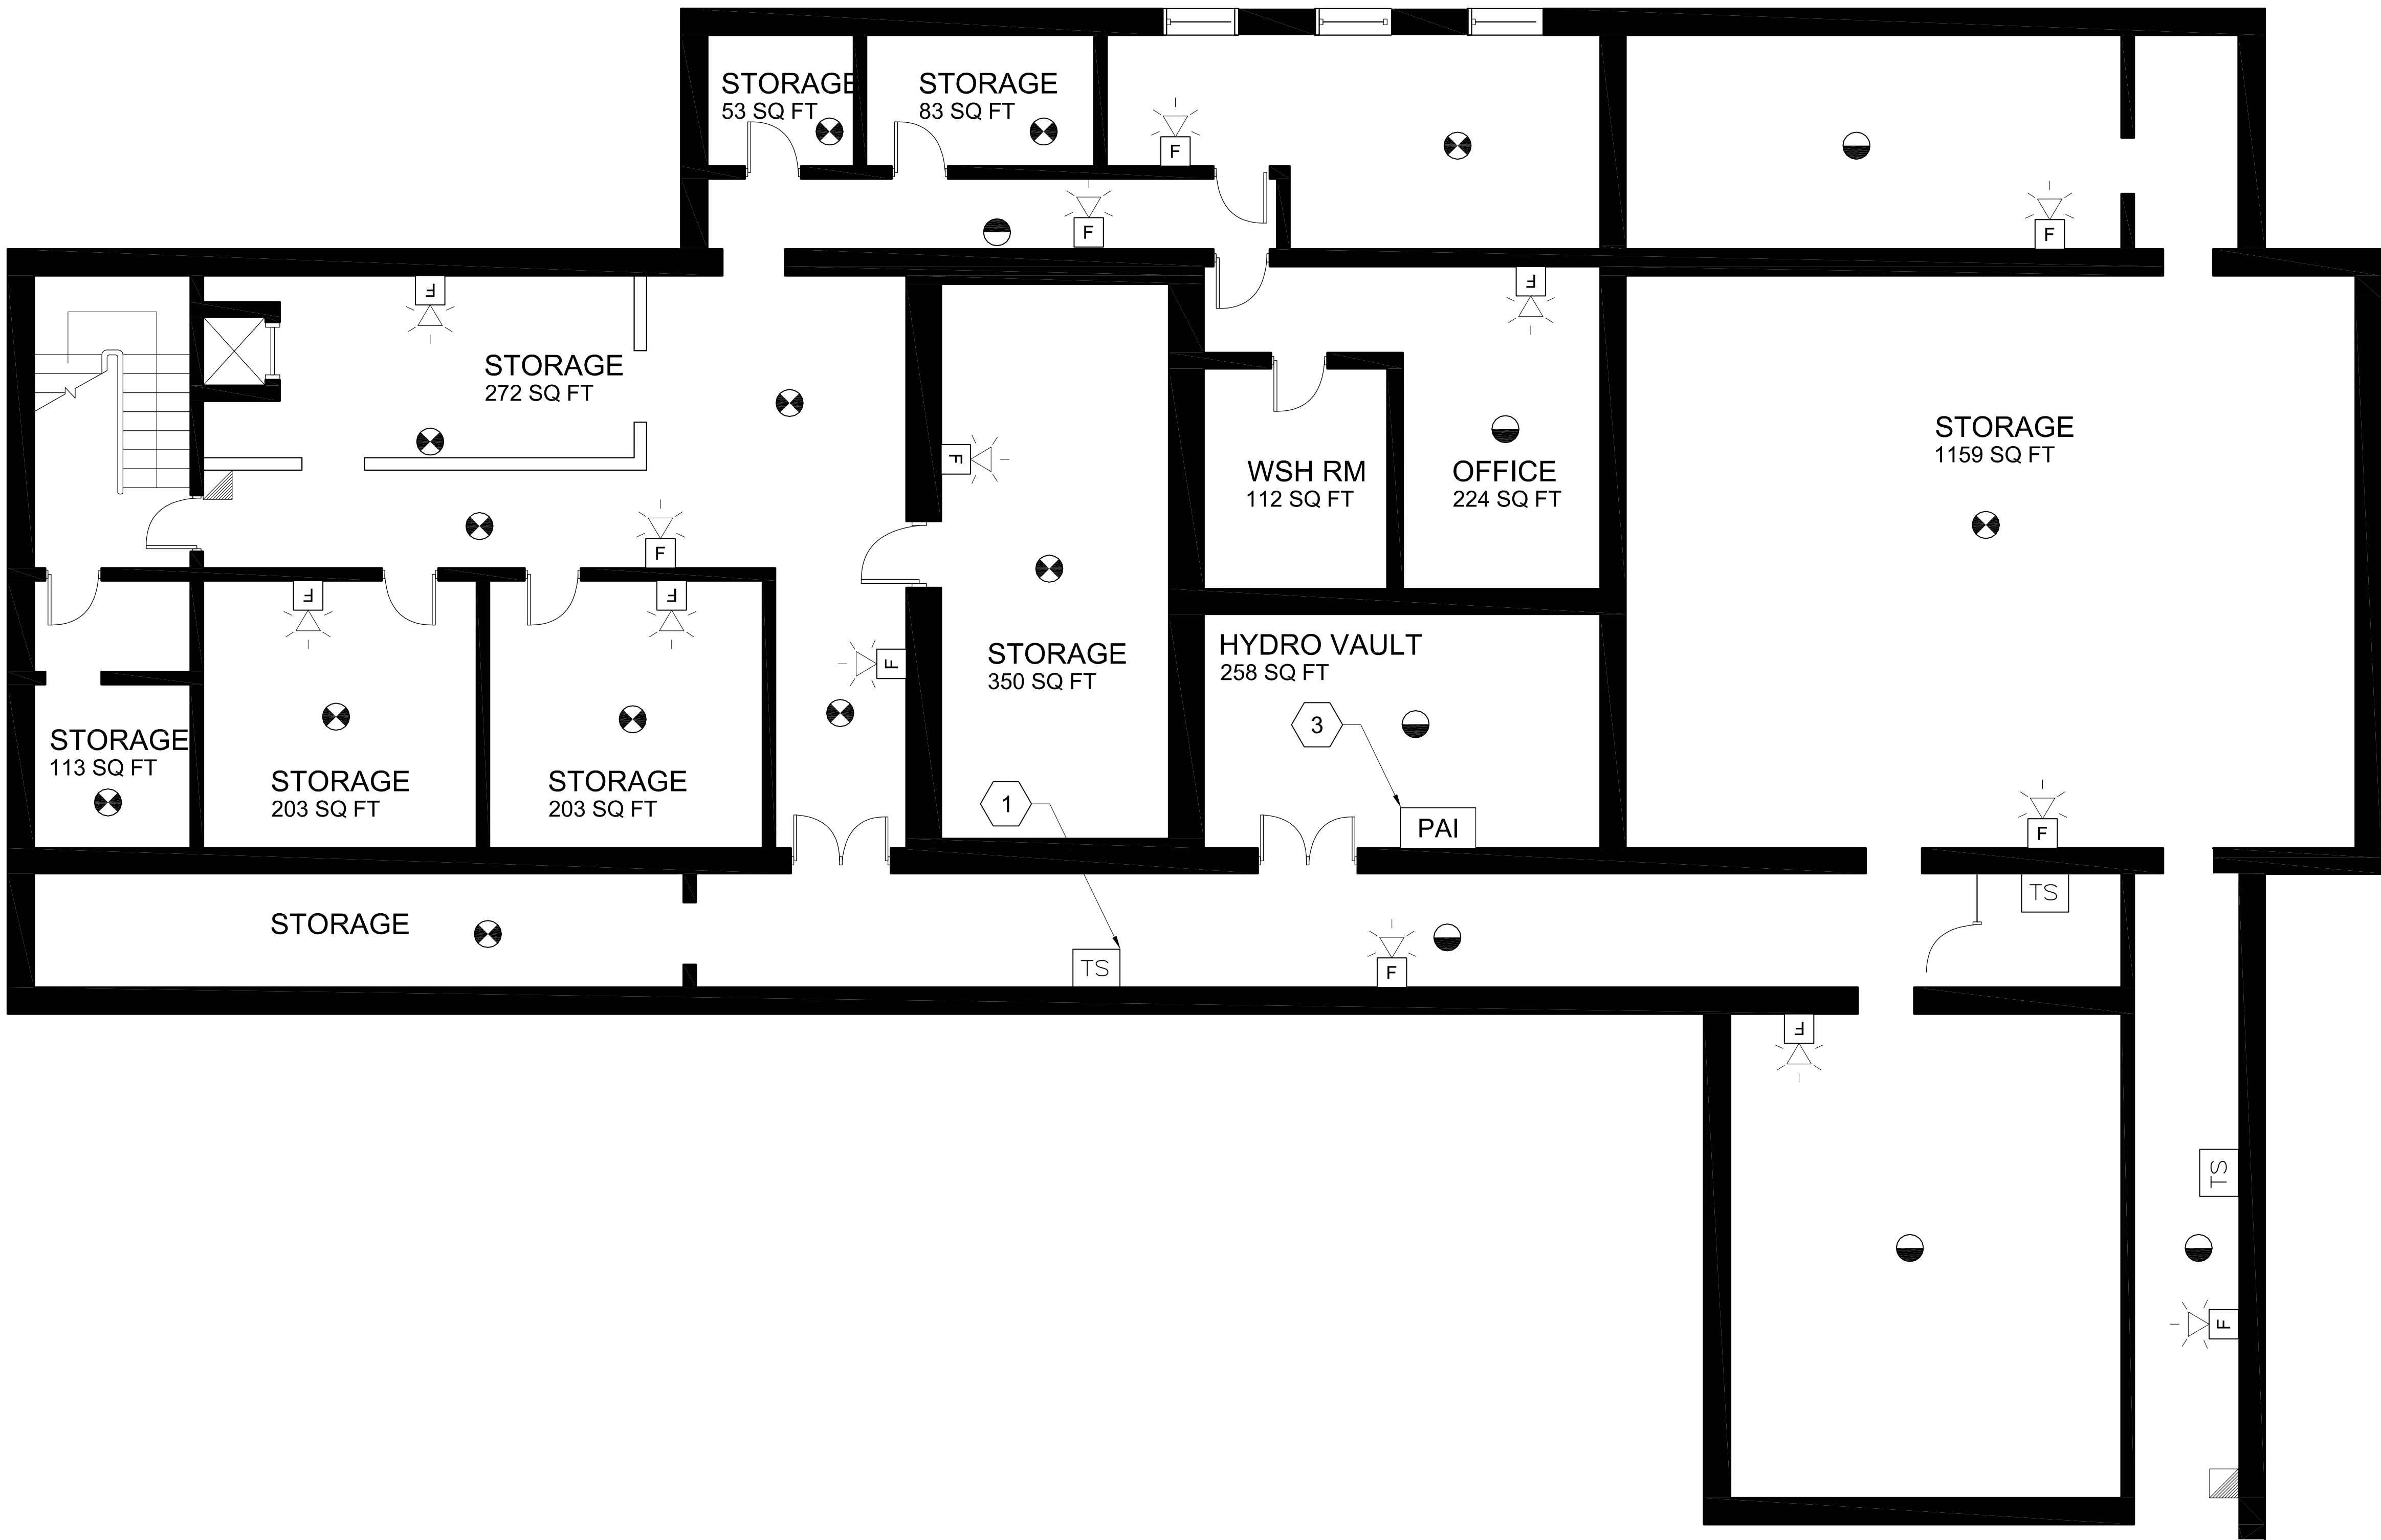 STORAGE
53 SQ FT
STORAGE
83 SQ FT
F
F
F
F
F
STORAGE
272 SQ FT
STORAGE
1159 SQ FT
F
WSH RM
112 SQ FT
OFFICE
224 SQ FT
F
F
F
F
STORAGE
350 SQ FT
HYDRO VAULT
258 SQ FT
3
STORAGE
113 SQ FT
STORAGE
203 SQ FT
STORAGE
203 SQ FT
1
PAI
F
TS
STORAGE
TS
F
F
TS
F